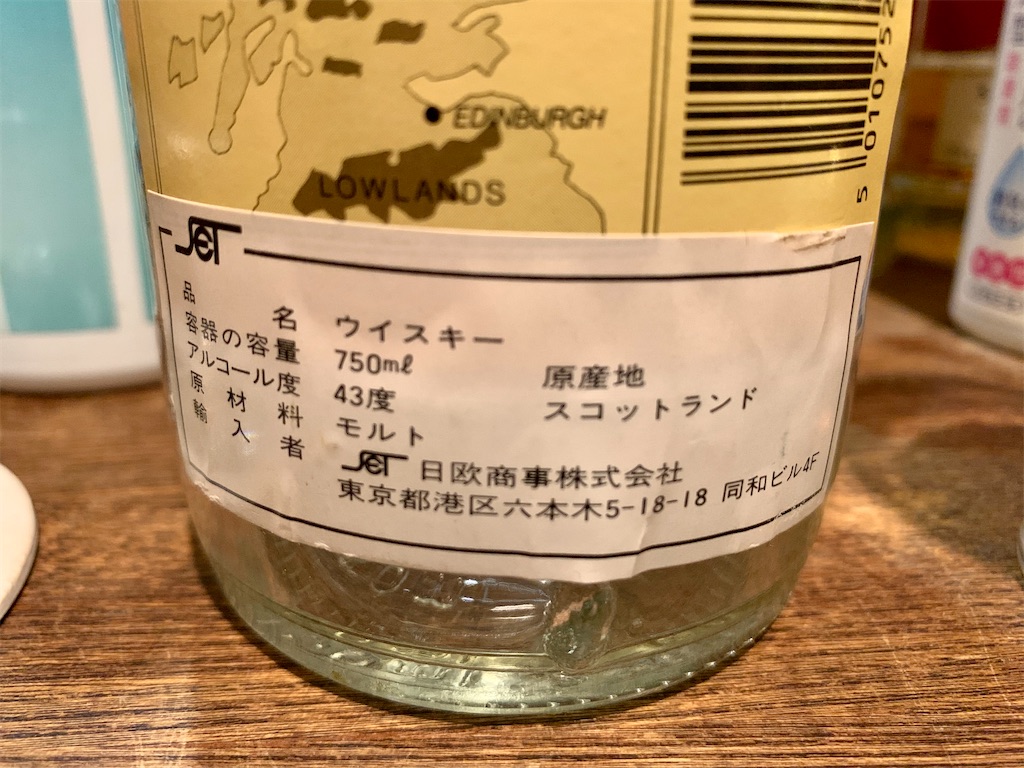 EDINBURGH
LOWLANDS
5 010752
JET
品名 ウイスキー
容器の容量 750ml
アルコール度 43度
原材料 モルト
原産地
スコットランド
輸入者 JET 日欧商事株式会社
東京都港区六本木5-18-18 同和ビル4F